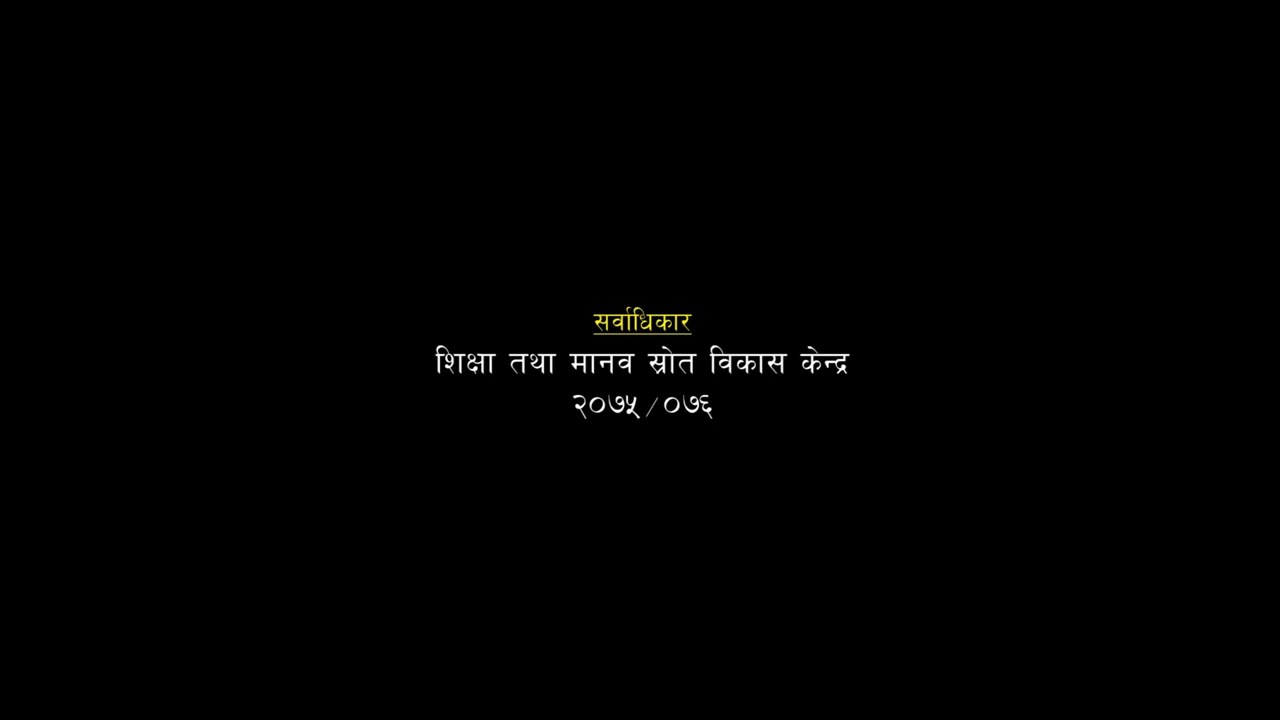 सर्वाधिकार
शिक्षा तथा मानव स्रोत विकास केन्द्र
२०७५/०७६